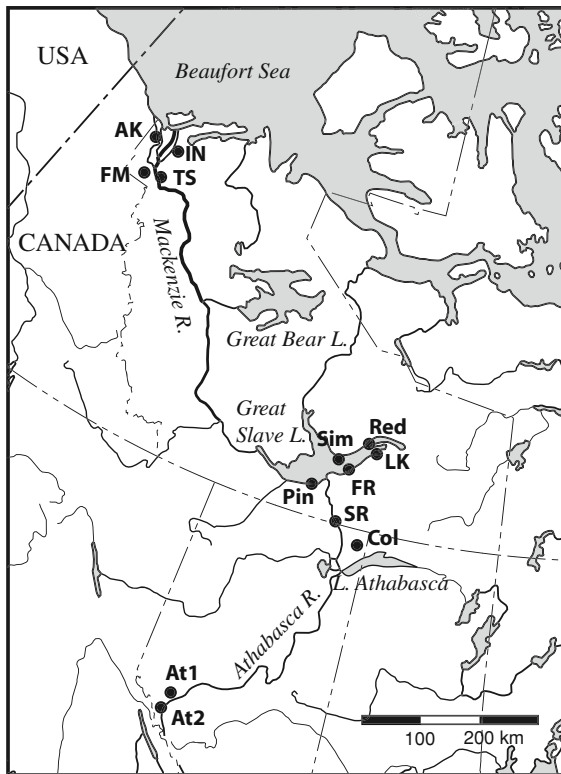 USA
Beaufort Sea
AK
IN
FM
TS
CANADA
Mackenzie R.
Great Bear L.
Great
Slave L.
Red
Sim
LK
FR
Pin
SR
Col
L. Athabasca
Athabasca R.
At1
At2
100
200 km